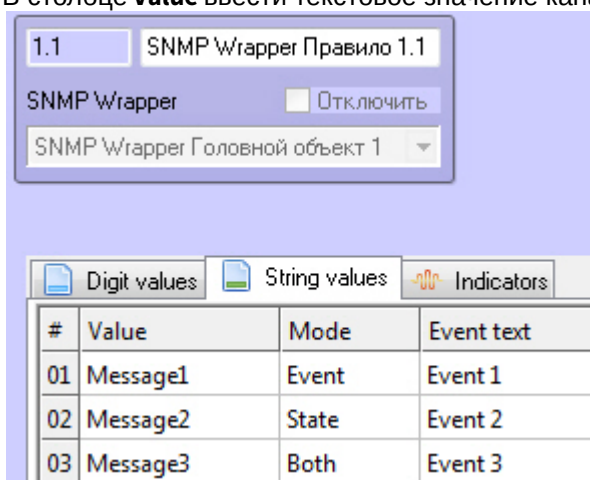 В столбце Value ввести текстовое значение
1.1 SNMP Wrapper Правило 1.1
SNMP Wrapper Отключить
SNMP Wrapper Головной объект 1
Digit values String values Indicators
# Value Mode Event text
01 Message1 Event Event 1
02 Message2 State Event 2
03 Message3 Both Event 3